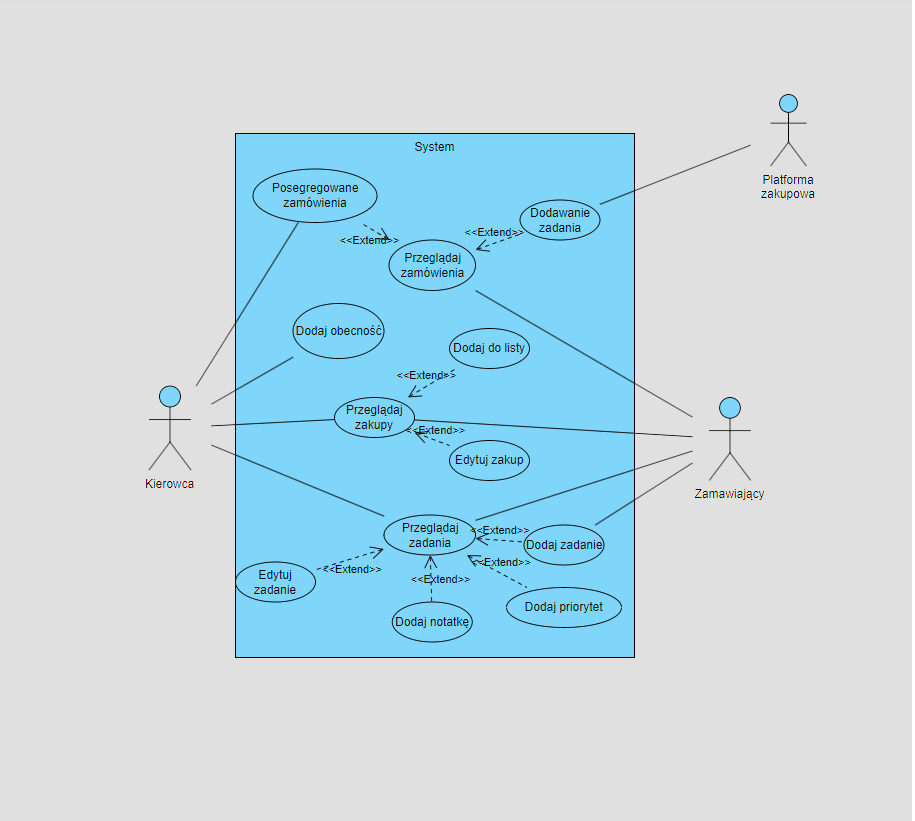 System
Platforma
zakupowa
Posegregowane
zamówienia
Dodawanie
zadania
<<Extend>>
<<Extend>>
Przeglądaj
zamówienia
Dodaj obecność
Dodaj do listy
<<Extend>>
Przeglądaj
zakupy
<<Extend>>
Edytuj zakup
Kierowca
Zamawiający
Przeglądaj
zadania
<<Extend>>
Dodaj zadanie
<<Extend>>
<<Extend>>
<<Extend>>
Edytuj
zadanie
Dodaj notatkę
Dodaj priorytet